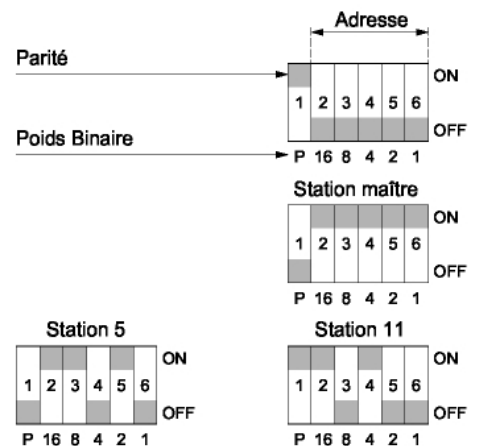 Adresse
Parité
ON
1 2 3 4 5 6
OFF
Poids Binaire
P 16 8 4 2 1
Station maître
ON
1 2 3 4 5 6
OFF
P 16 8 4 2 1
Station 5
ON
1 2 3 4 5 6
OFF
P 16 8 4 2 1
Station 11
ON
1 2 3 4 5 6
OFF
P 16 8 4 2 1